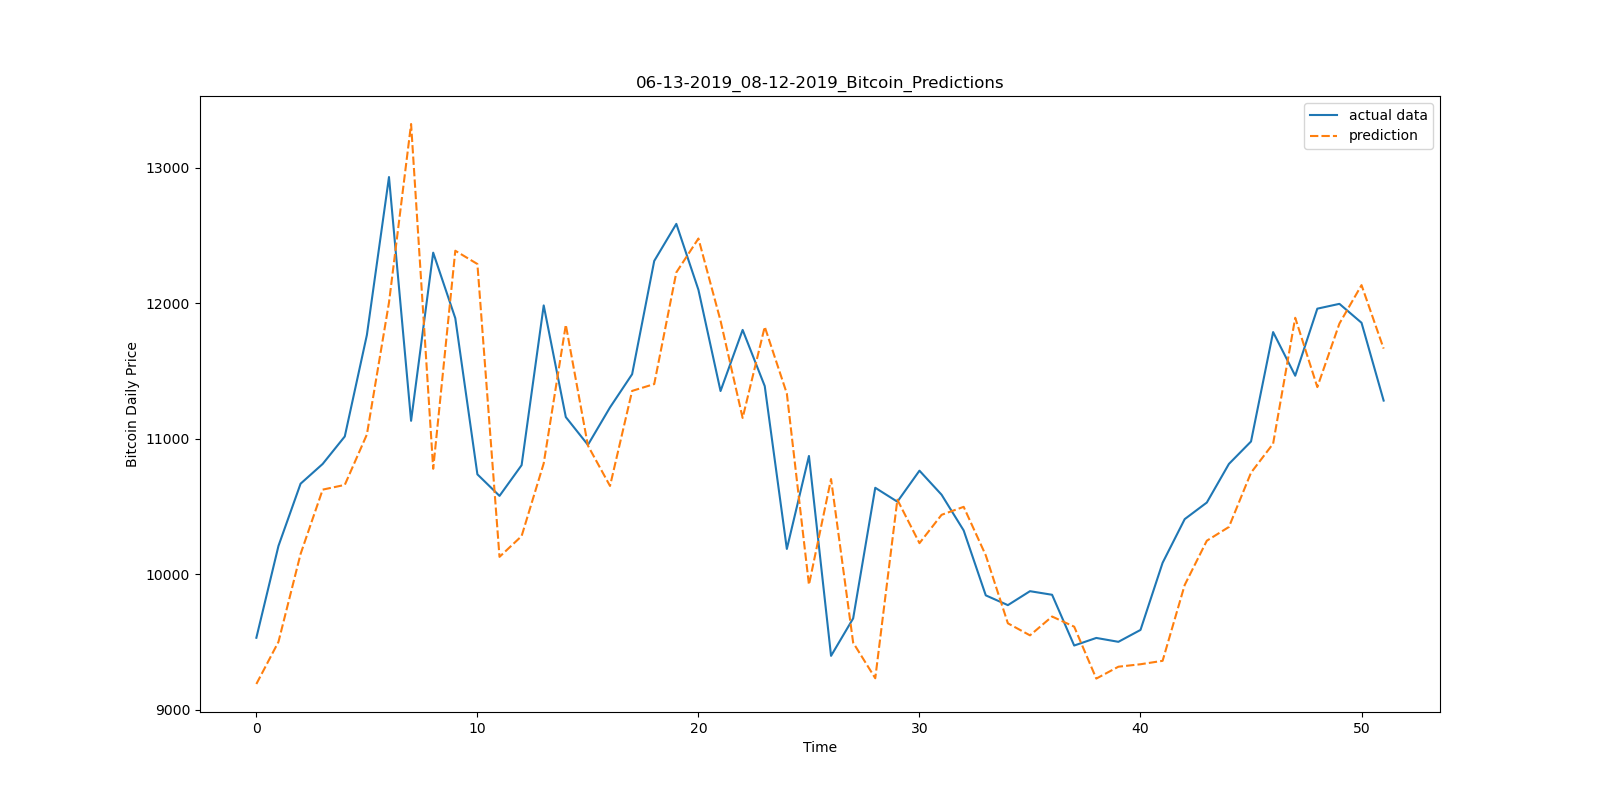 06-13-2019_08-12-2019_Bitcoin_Predictions
actual data
prediction
13000
12000
11000
10000
9000
Bitcoin Daily Price
0 10 20 30 40 50
Time